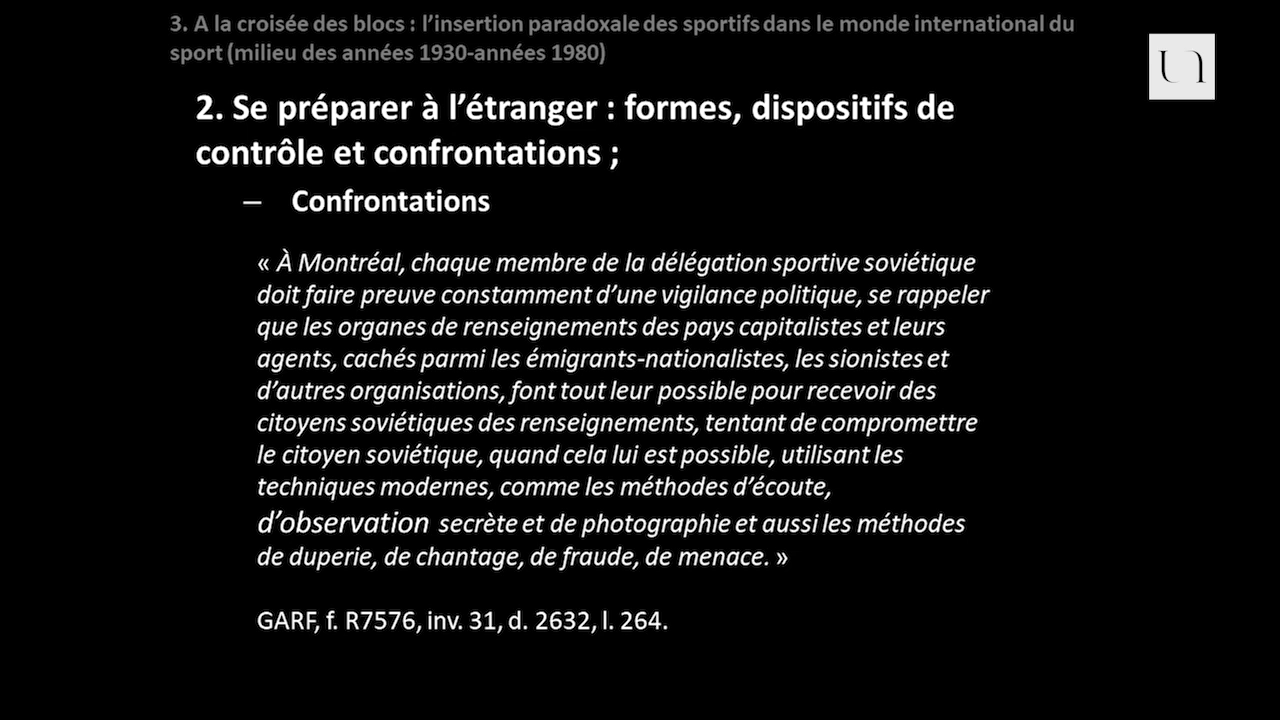 3. A la croisée des blocs : l’insertion paradoxale des sportifs dans le monde international du
sport (milieu des années 1930-années 1980)
2. Se préparer à l’étranger : formes, dispositifs de
contrôle et confrontations ;
– Confrontations
« À Montréal, chaque membre de la délégation sportive soviétique
doit faire preuve constamment d’une vigilance politique, se rappeler
que les organes de renseignements des pays capitalistes et leurs
agents, cachés parmi les émigrants-nationalistes, les sionistes et
d’autres organisations, font tout leur possible pour recevoir des
citoyens soviétiques des renseignements, tentant de compromettre
le citoyen soviétique, quand cela lui est possible, utilisant les
techniques modernes, comme les méthodes d’écoute,
d’observation secrète et de photographie et aussi les méthodes
de duperie, de chantage, de fraude, de menace. »
GARF, f. R7576, inv. 31, d. 2632, l. 264.